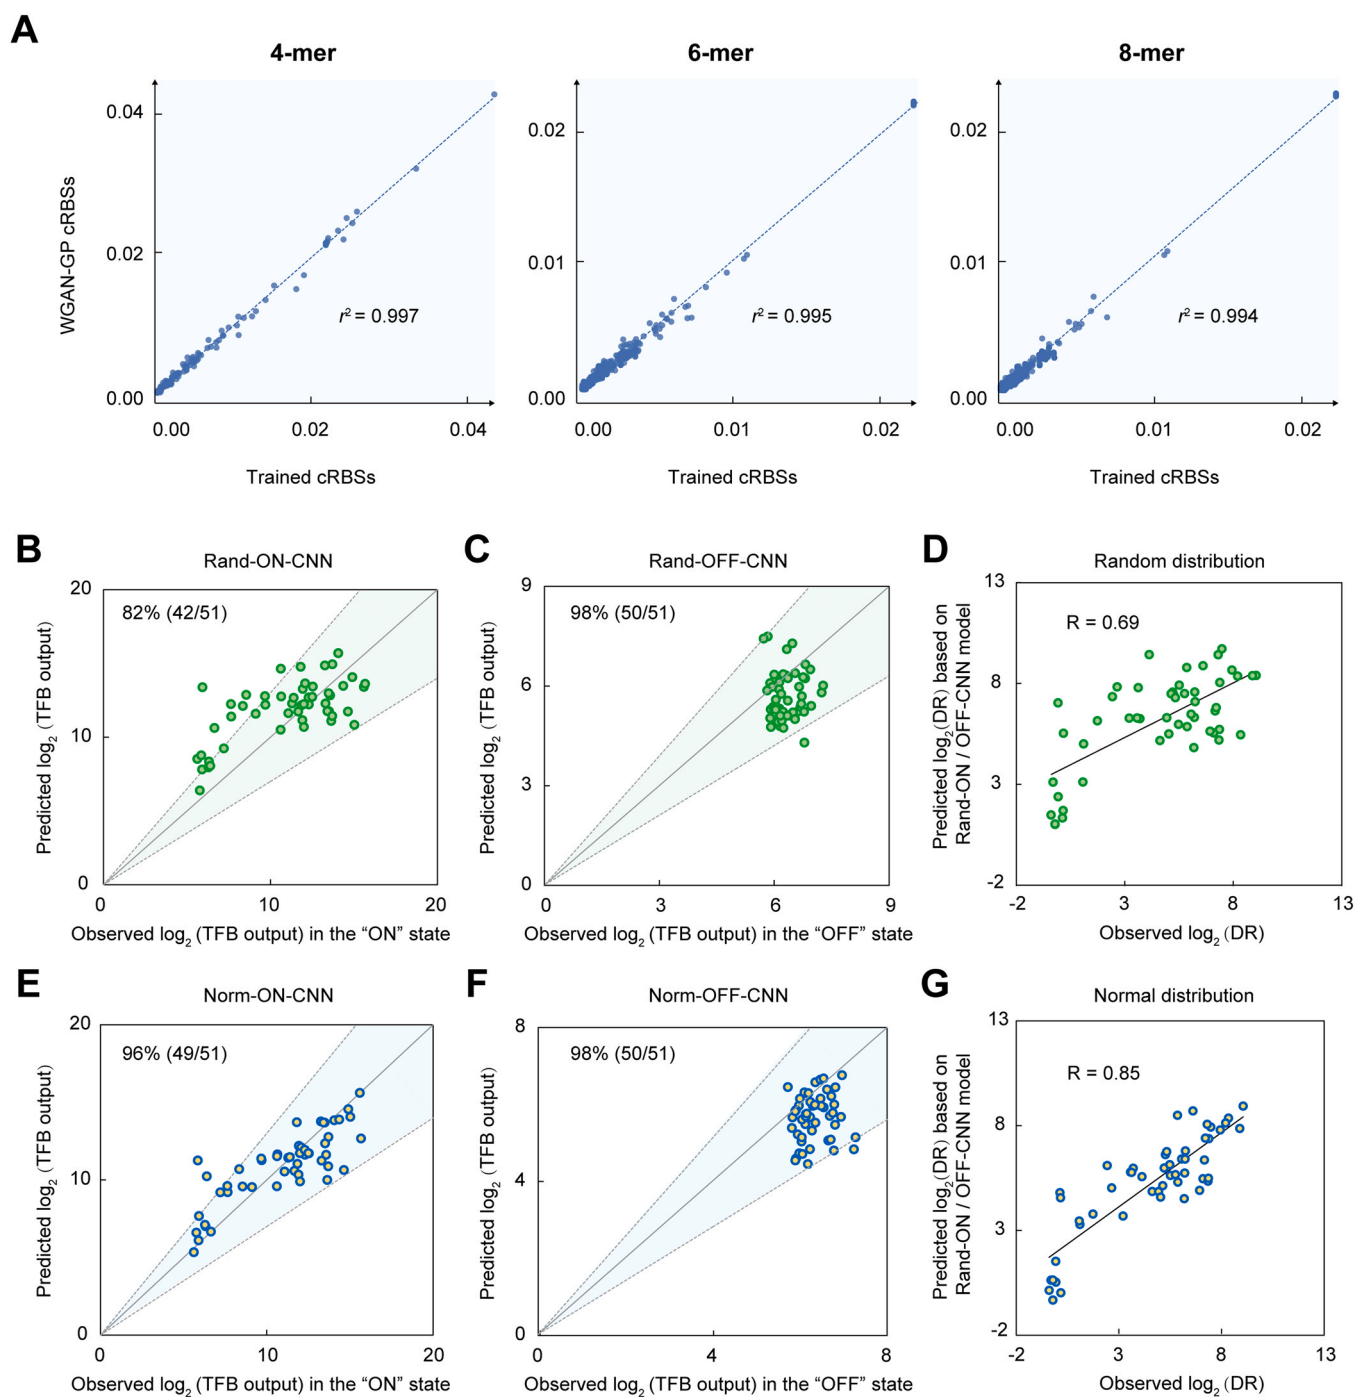 A
4-mer
6-mer
8-mer
WGAN-GP cRBSs
0.04
0.02
0.00
r² = 0.997
0.00
0.02
0.04
Trained cRBSs
0.02
0.01
0.00
r² = 0.995
0.00
0.01
0.02
Trained cRBSs
0.02
0.01
0.00
r² = 0.994
0.00
0.01
0.02
Trained cRBSs
B
Rand-ON-CNN
82% (42/51)
Predicted log₂ (TFB output)
20
10
0
0
10
20
Observed log₂ (TFB output) in the “ON” state
C
Rand-OFF-CNN
98% (50/51)
Predicted log₂ (TFB output)
9
6
3
0
0
3
6
9
Observed log₂ (TFB output) in the “OFF” state
D
Random distribution
R = 0.69
Predicted log₂(DR) based on
Rand-ON / OFF-CNN model
13
8
3
-2
-2
3
8
13
Observed log₂ (DR)
E
Norm-ON-CNN
96% (49/51)
Predicted log₂ (TFB output)
20
10
0
0
10
20
Observed log₂ (TFB output) in the “ON” state
F
Norm-OFF-CNN
98% (50/51)
Predicted log₂ (TFB output)
8
4
0
0
4
8
Observed log₂ (TFB output) in the “OFF” state
G
Normal distribution
R = 0.85
Predicted log₂(DR) based on
Rand-ON / OFF-CNN model
13
8
3
-2
-2
3
8
13
Observed log₂ (DR)